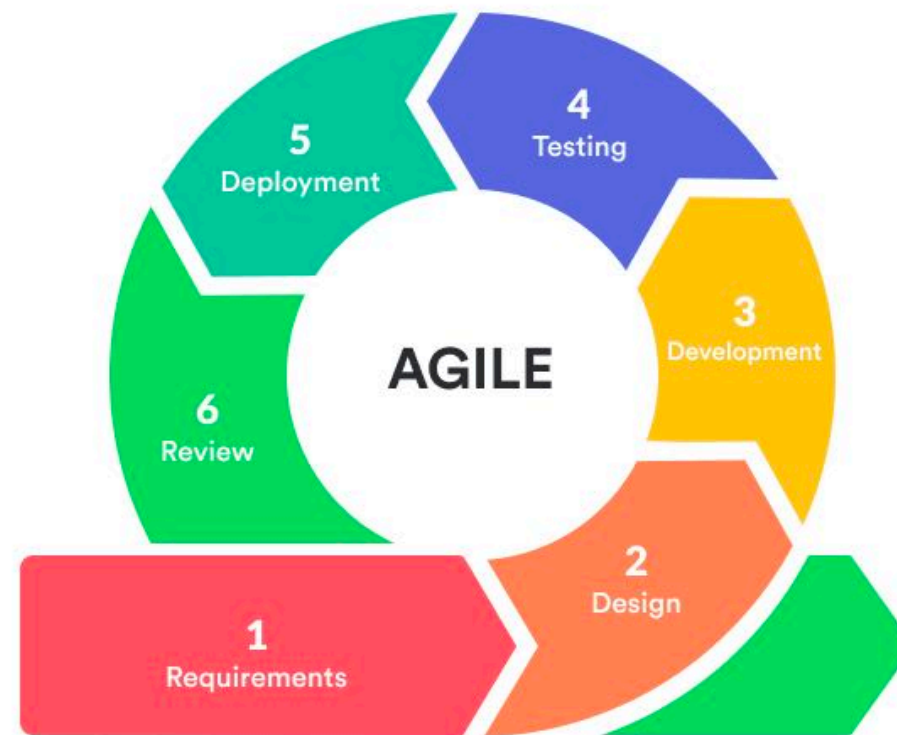 5
Deployment
4
Testing
3
Development
AGILE
6
Review
2
Design
1
Requirements